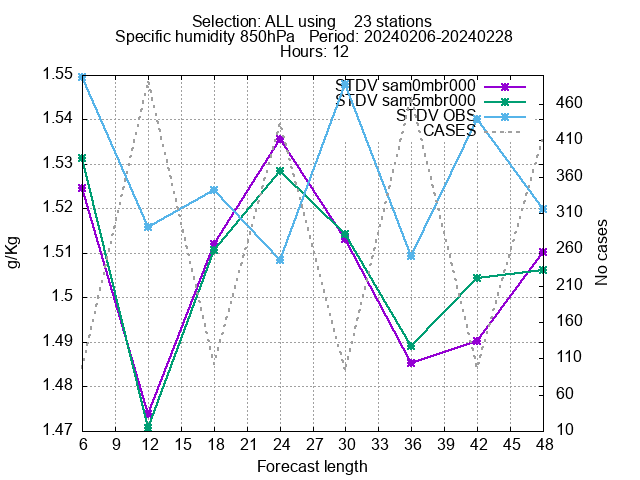 Selection: ALL using    23 stations
Specific humidity 850hPa   Period: 20240206-20240228
Hours: 12
STDV sam0mbr000
STDV sam5mbr000
STDV OBS
CASES
1.55
1.54
1.53
1.52
1.51
1.5
1.49
1.48
1.47
g/Kg
460
410
360
310
260
210
160
110
60
10
No cases
6 9 12 15 18 21 24 27 30 33 36 39 42 45 48
Forecast length